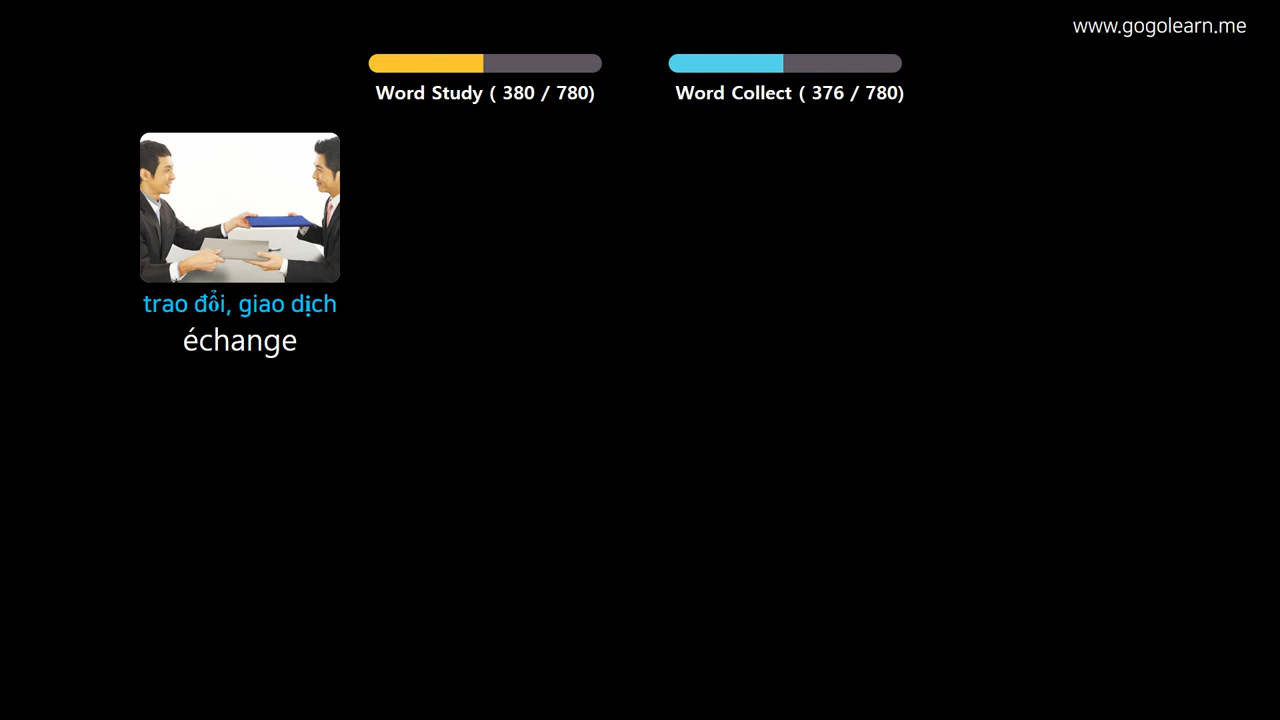 www.gogolearn.me
Word Study ( 380 / 780)
Word Collect ( 376 / 780)
trao đổi, giao dịch
échange